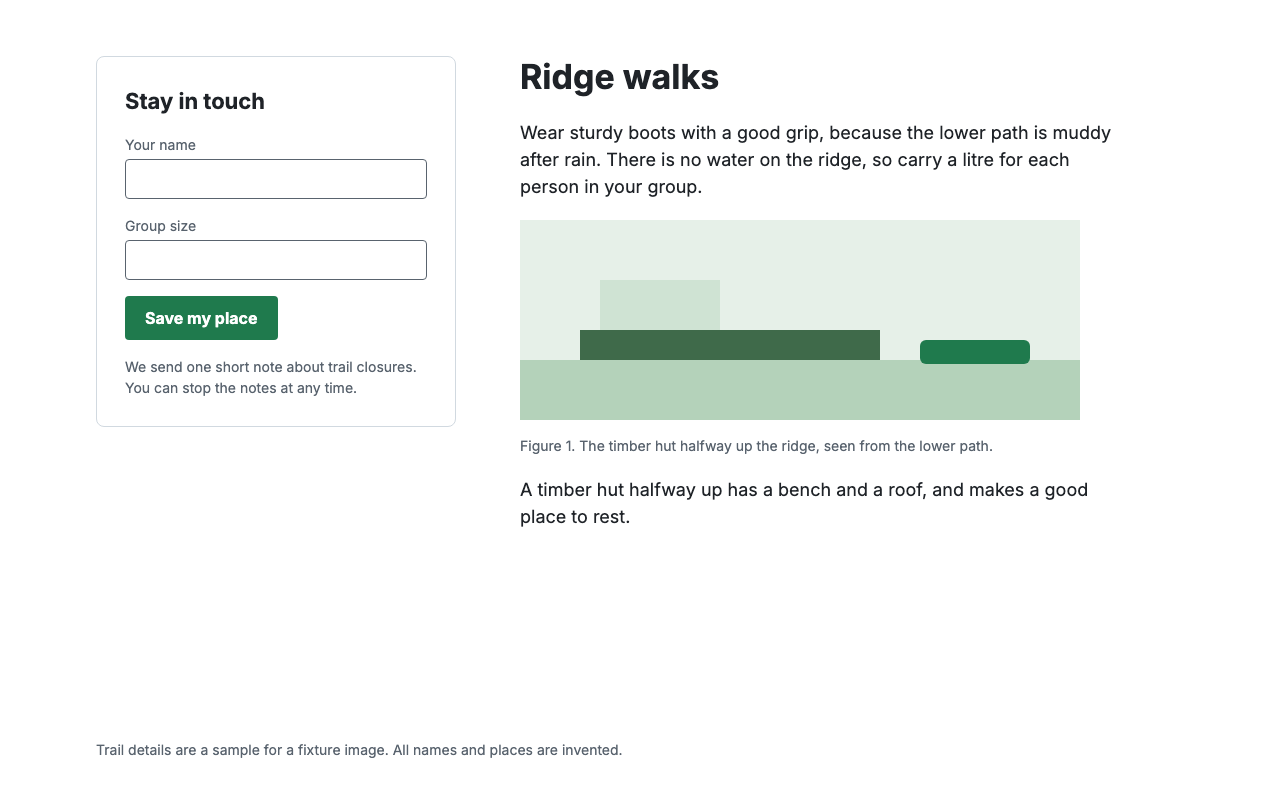 Stay in touch
Your name
Group size
Save my place
We send one short note about trail closures.
You can stop the notes at any time.
Ridge walks
Wear sturdy boots with a good grip, because the lower path is muddy
after rain. There is no water on the ridge, so carry a litre for each
person in your group.
Figure 1. The timber hut halfway up the ridge, seen from the lower path.
A timber hut halfway up has a bench and a roof, and makes a good
place to rest.
Trail details are a sample for a fixture image. All names and places are invented.